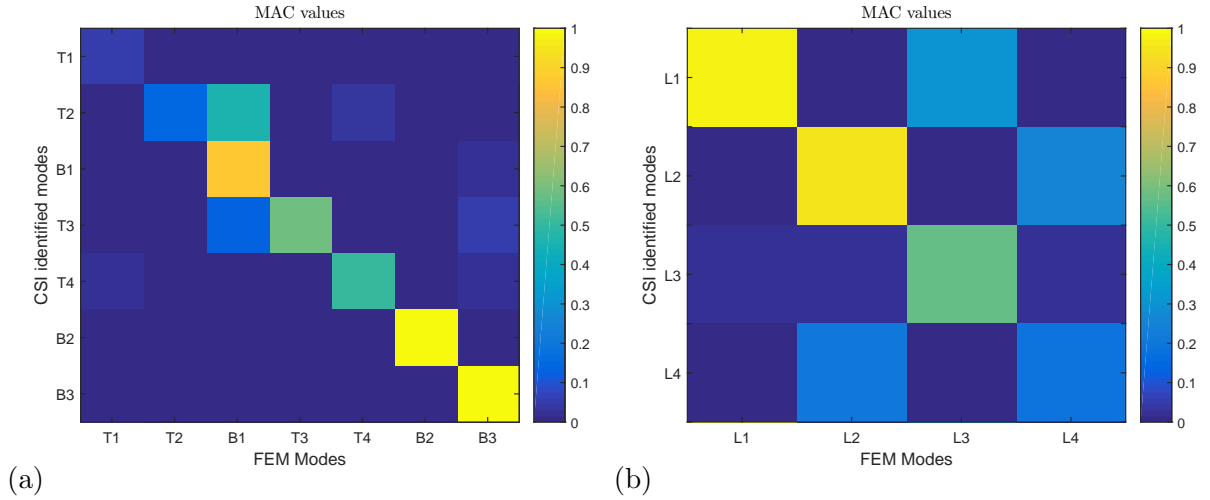 MAC values
T1
T2
B1
T3
T4
B2
B3
CSI identified modes
T1 T2 B1 T3 T4 B2 B3
FEM Modes
1
0.9
0.8
0.7
0.6
0.5
0.4
0.3
0.2
0.1
0
(a)
MAC values
L1
L2
L3
L4
CSI identified modes
L1 L2 L3 L4
FEM Modes
1
0.9
0.8
0.7
0.6
0.5
0.4
0.3
0.2
0.1
0
(b)